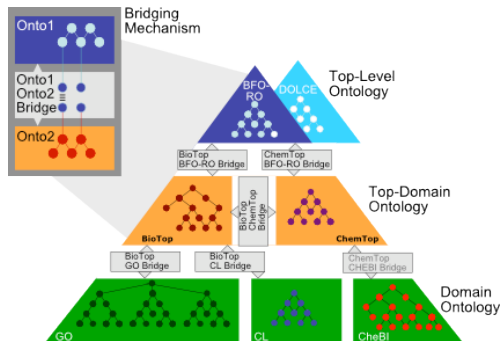 Bridging
Mechanism
Onto1
Onto1
Onto2
Bridge
Onto2
BFO-
RO
DOLCE
Top-Level
Ontology
BioTop
BFO-RO Bridge
ChemTop
BFO-RO Bridge
Top-Domain
Ontology
BioTop
ChemTop
Bridge
BioTop
ChemTop
BioTop
GO Bridge
BioTop
CL Bridge
ChemTop
CHEBI Bridge
Domain
Ontology
GO
CL
CheBI